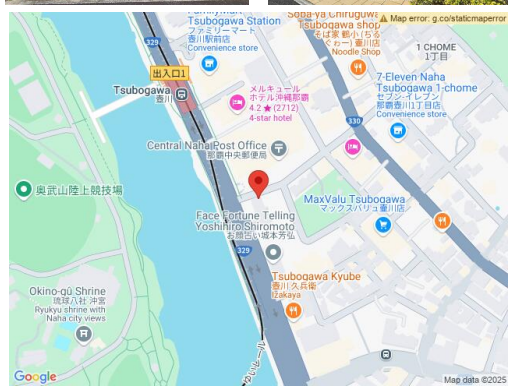 FamilyMart
Tsubogawa Station
ファミリーマート
壺川駅前店
Convenience store
Soba-ya Chiruguwa
Tsubogawa shop
そば家 鶴小(ちる
ぐゎー) 壺川店
Noodle Shop
Map error: g.co/staticmaperror
1 CHOME
1丁目
329
出入口1
Tsubogawa
壺川
メルキュール
ホテル沖縄那覇
4.2 ★ (2712)
4-star hotel
7-Eleven Naha
Tsubogawa 1-chome
セブン-イレブン
那覇壺川1丁目店
Convenience store
330
Central Naha Post Office
那覇中央郵便局
奥武山陸上競技場
MaxValu Tsubogawa
マックスバリュ壺川店
Face Fortune Telling
Yoshihiro Shiromoto
お顔占い城本芳弘
329
Tsubogawa Kyube
壺川 久兵衛
Izakaya
Okino-gū Shrine
琉球八社 沖宮
Ryukyu shrine with
Naha city views
Google
Map data ©2025